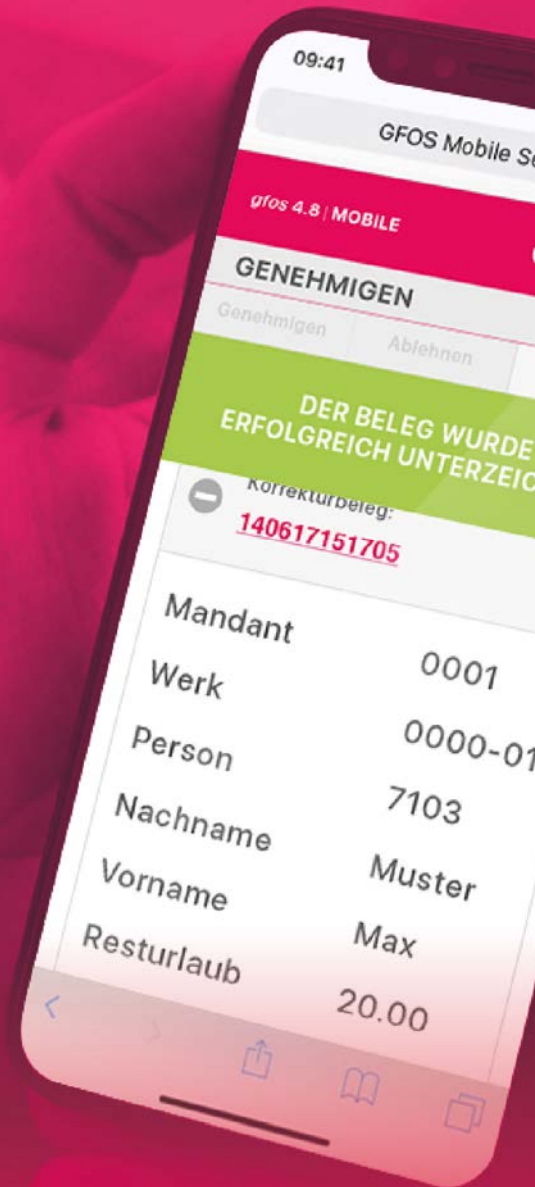 09:41
GFOS Mobile
gfos 4.8 | MOBILE
GENEHMIGEN
Genehmigen Ablehnen
DER BELEG WURDE
ERFOLGREICH
Korrekturbeleg:
140617151705
Mandant 0001
Werk 0000-01
Person 7103
Nachname Muster
Vorname Max
Resturlaub 20.00